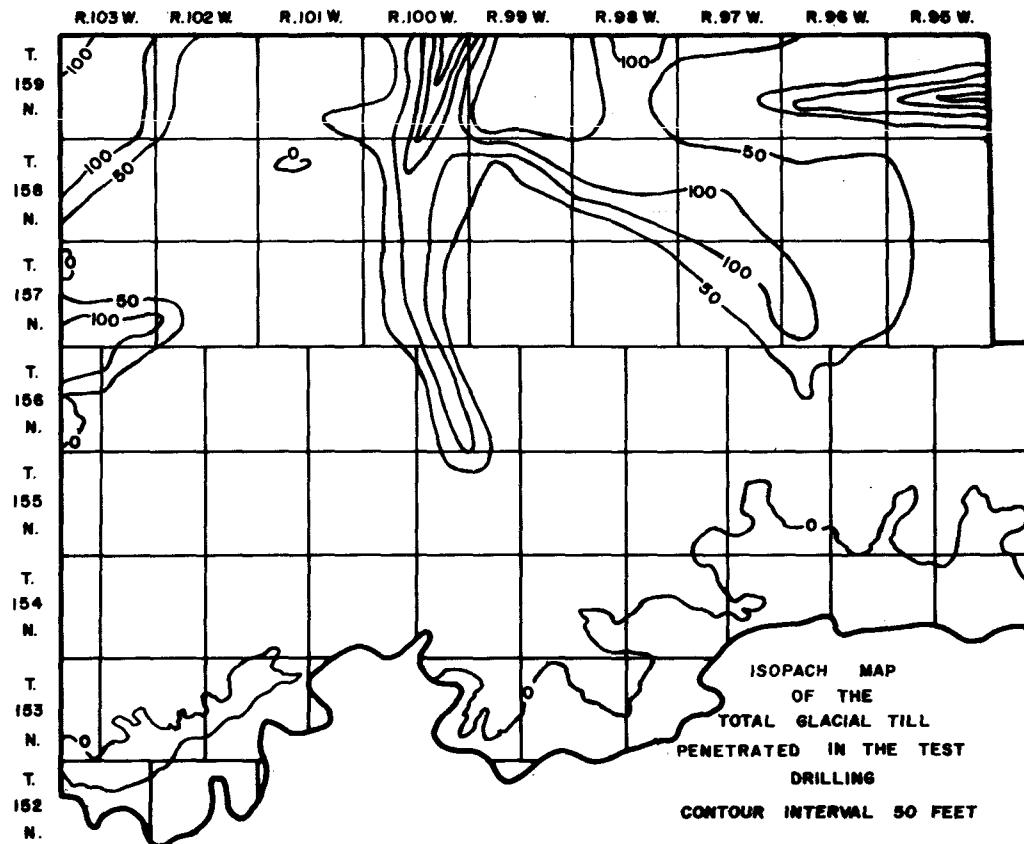 R.103 W. R.102 W. R.101 W. R.100 W. R.99 W. R.98 W. R.97 W. R.96 W. R.95 W.
T.
159
N.
100
100
T.
158
N.
100
50
0
50
100
T.
157
N.
0
50
100
100
50
T.
156
N.
0
T.
155
N.
0
T.
154
N.
T.
153
N.
0
0
T.
152
N.
ISOPACH MAP
OF THE
TOTAL GLACIAL TILL
PENETRATED IN THE TEST
DRILLING
CONTOUR INTERVAL 50 FEET